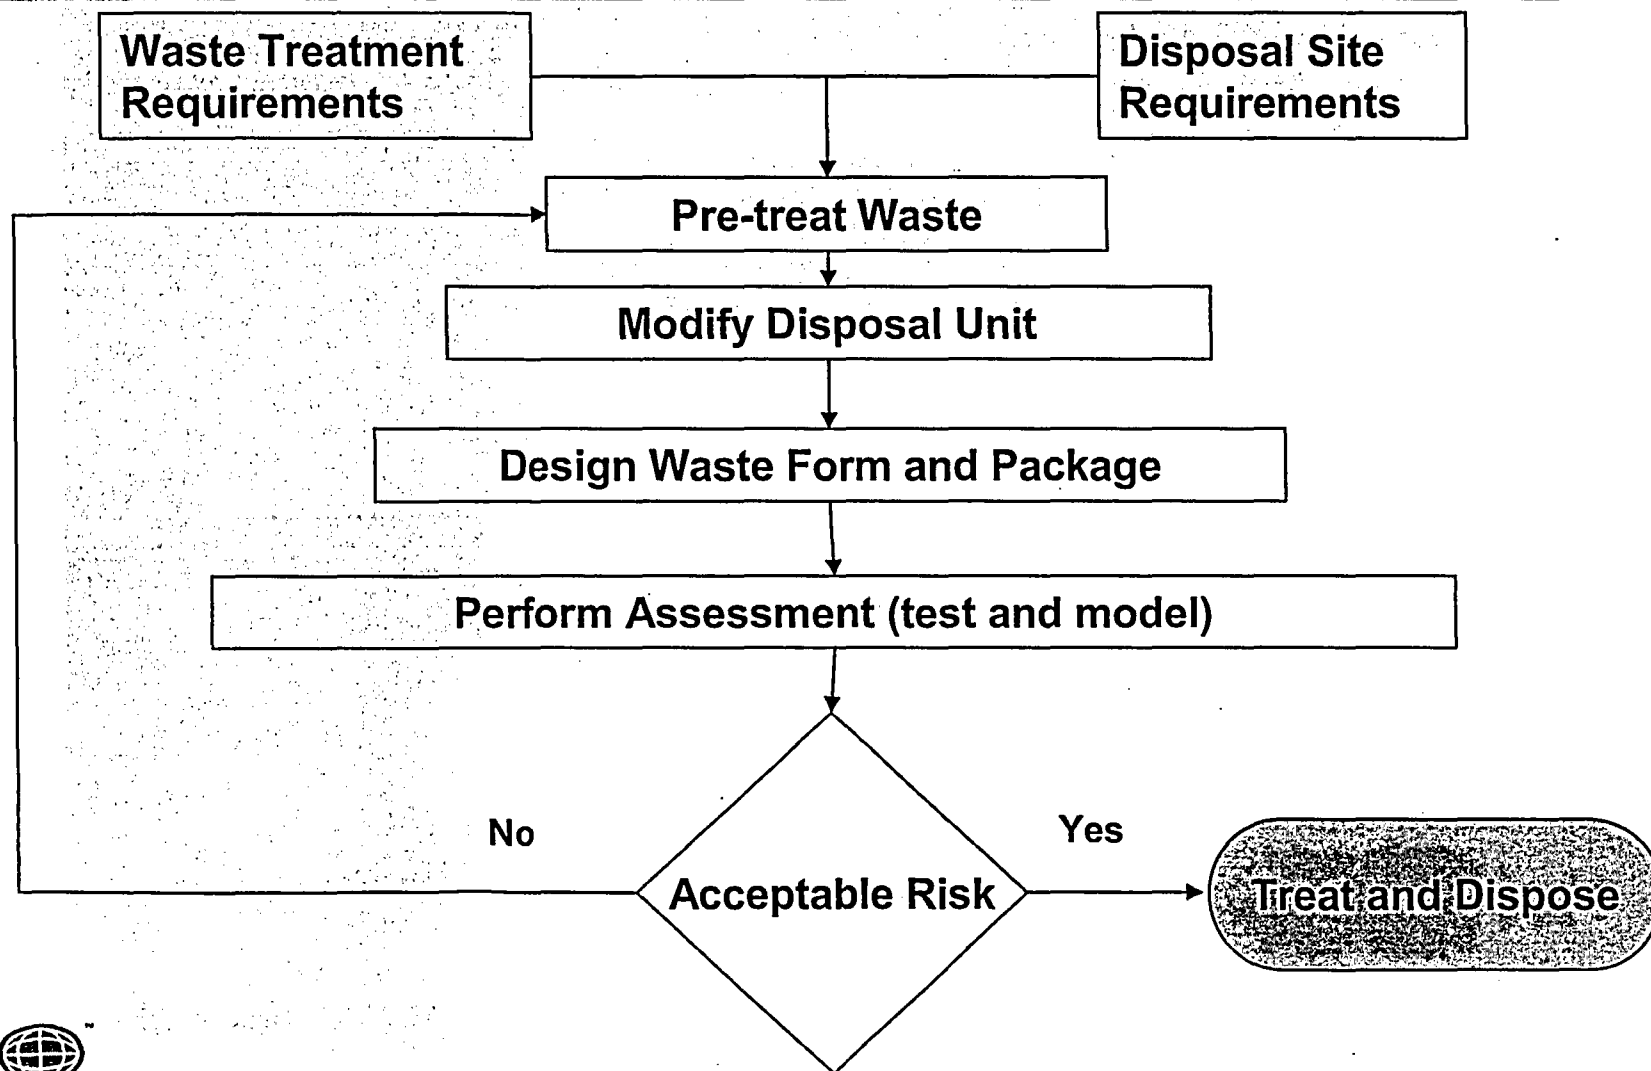 Waste Treatment
Requirements
Disposal Site
Requirements
Pre-treat Waste
Modify Disposal Unit
Design Waste Form and Package
Perform Assessment (test and model)
No
Yes
Acceptable Risk
Treat and Dispose